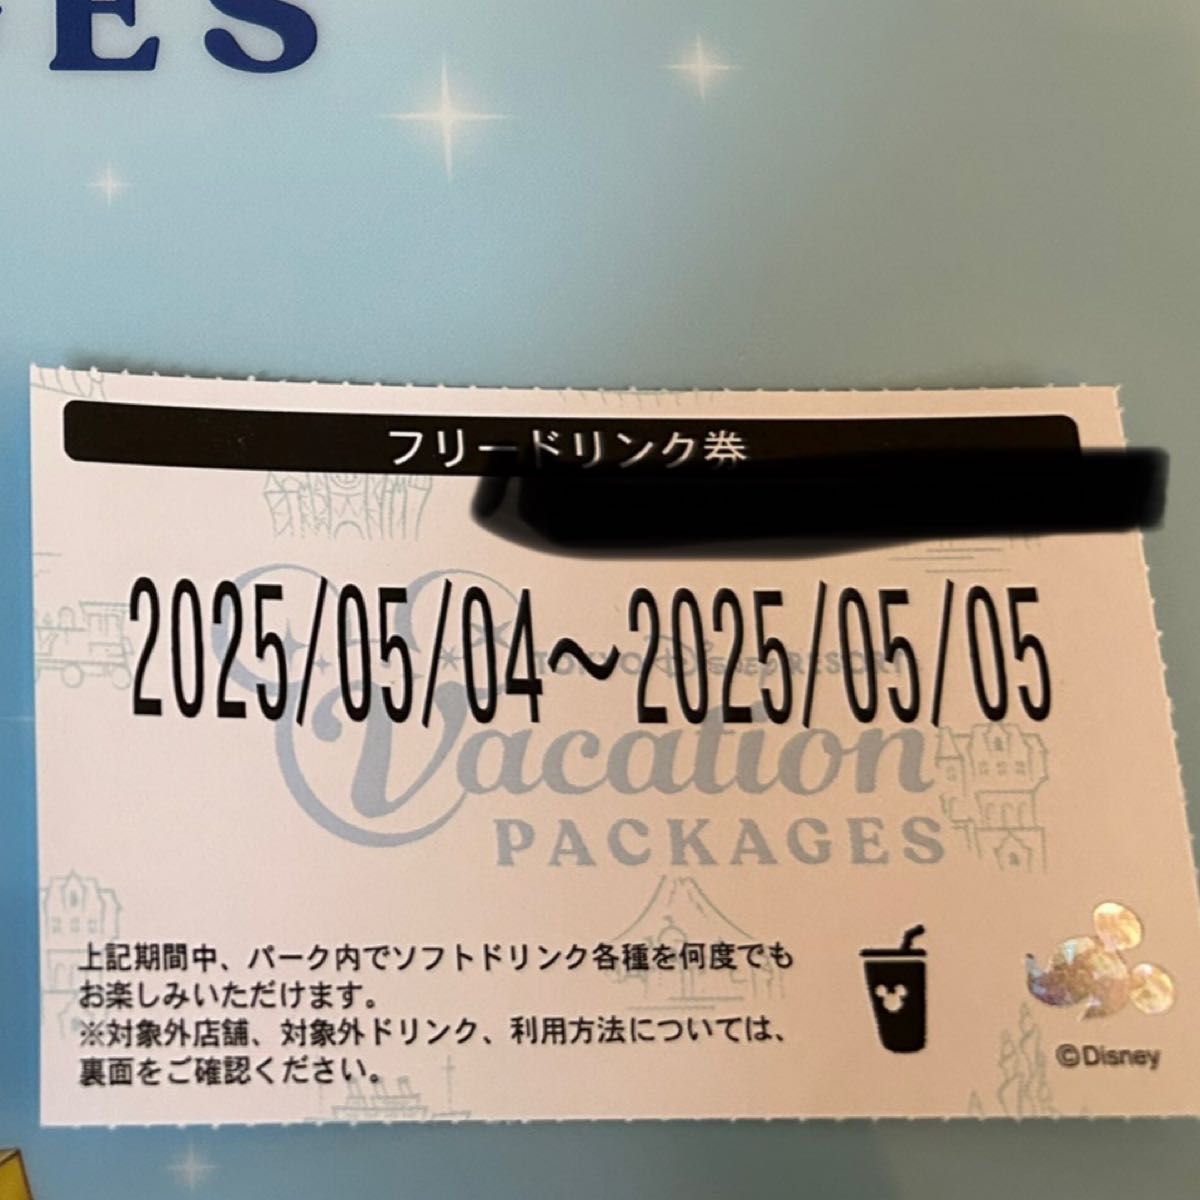 ES
フリードリンク券
2025/05/04～2025/05/05
TOKYO Disney RESORT
Vacation
PACKAGES
上記期間中、パーク内でソフトドリンク各種を何度でも
お楽しみいただけます。
※対象外店舗、対象外ドリンク、利用方法については、
裏面をご確認ください。
©Disney